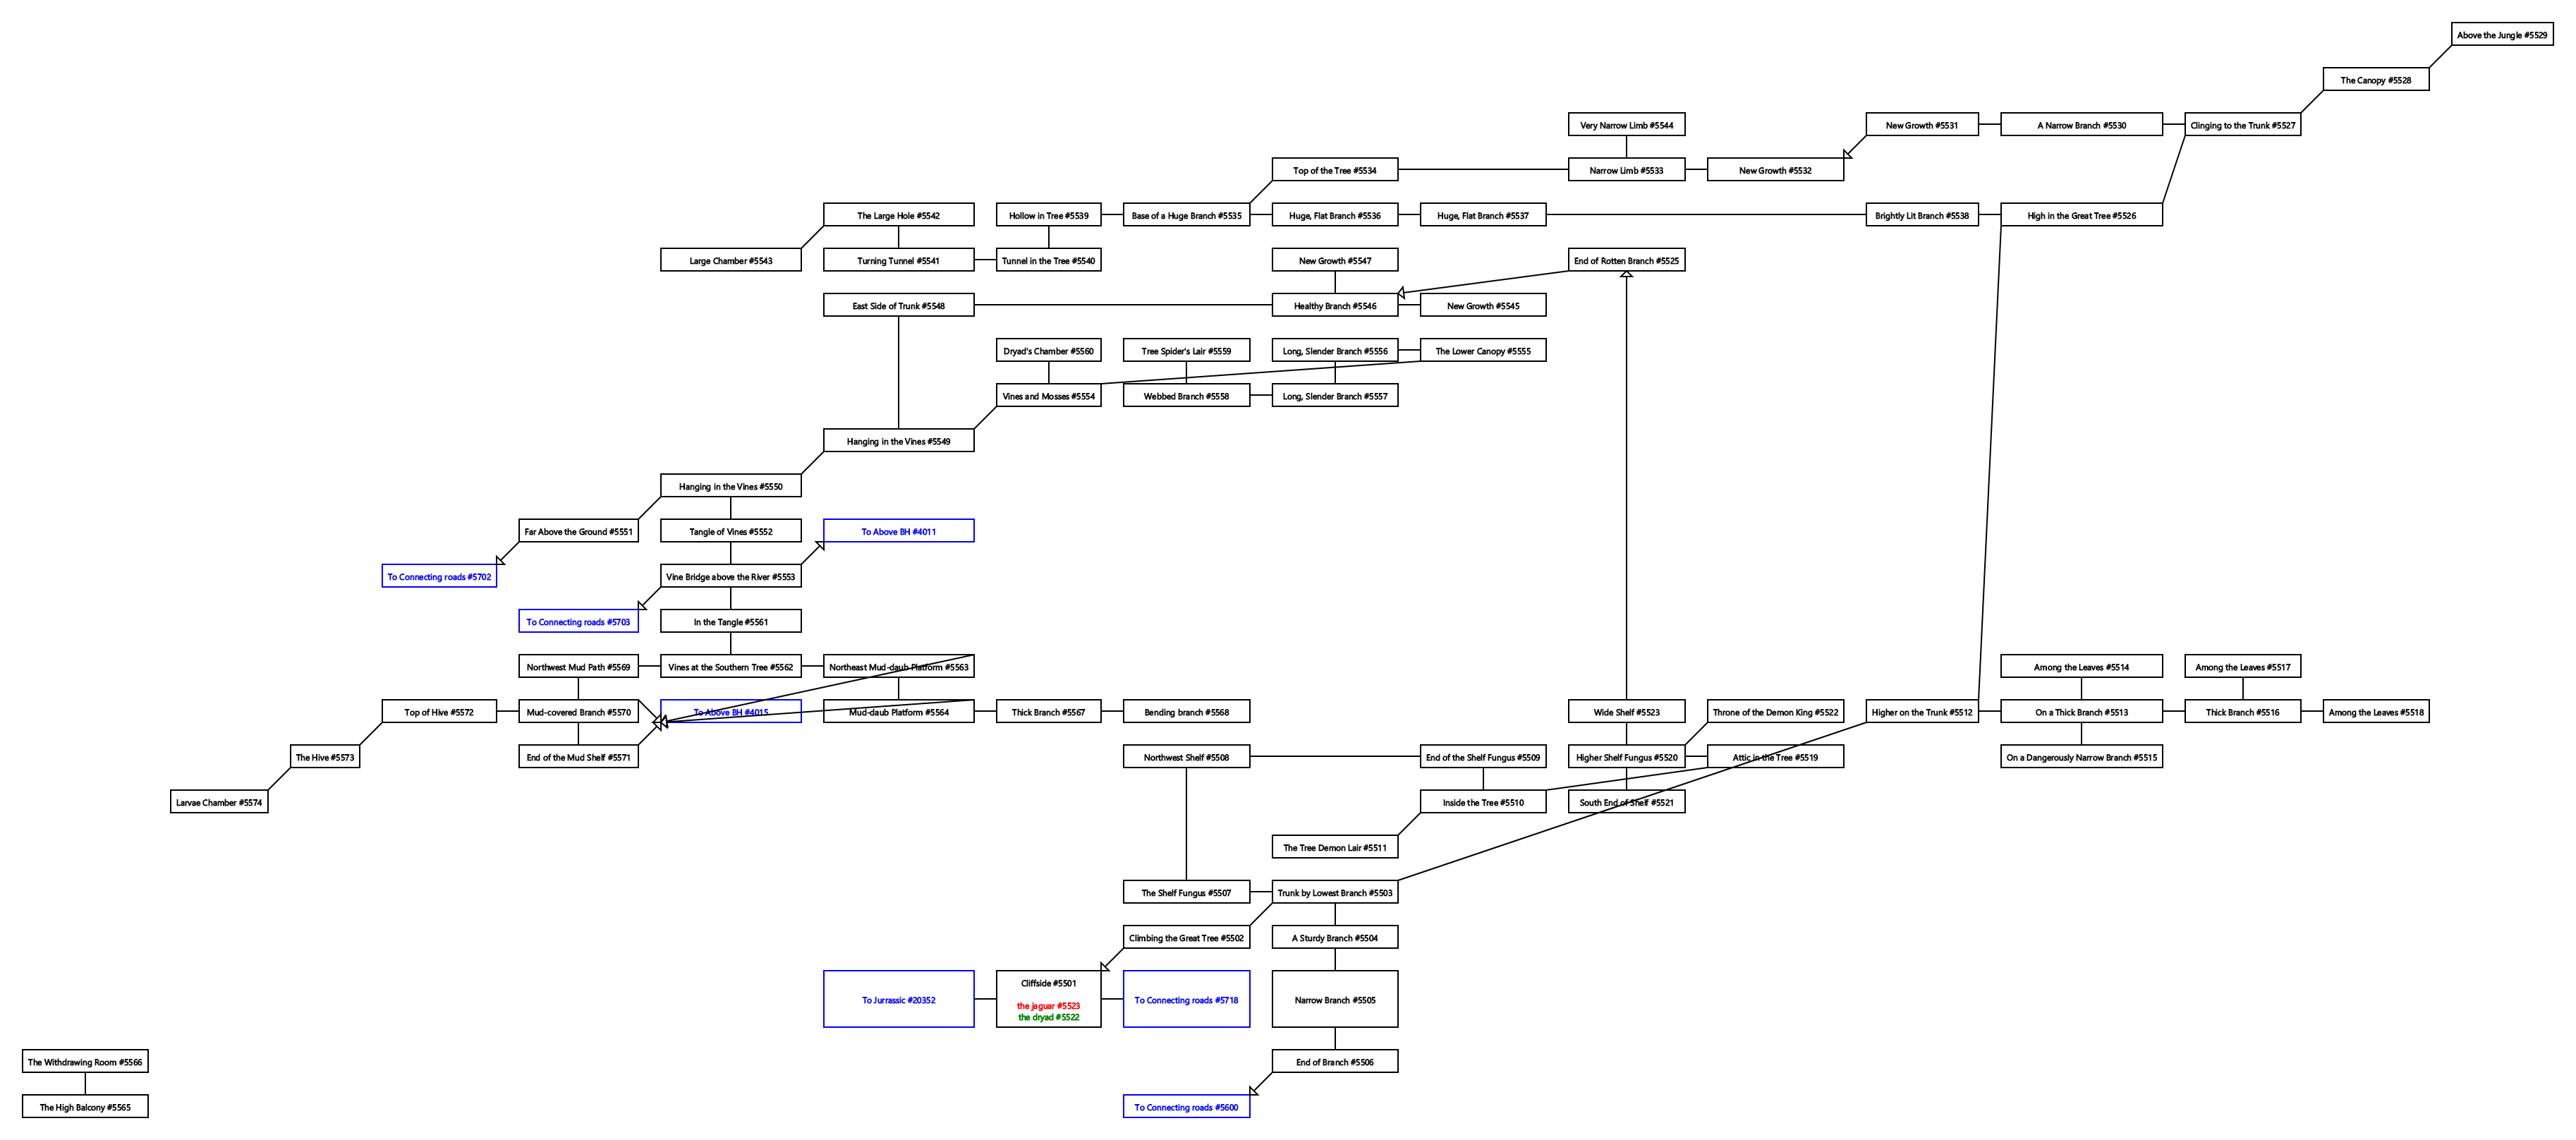 Above the Jungle #5529
The Canopy #5528
Very Narrow Limb #5544
New Growth #5531
A Narrow Branch #5530
Clinging to the Trunk #5527
Top of the Tree #5534
Narrow Limb #5533
New Growth #5532
The Large Hole #5542
Hollow in Tree #5539
Base of a Huge Branch #5535
Huge, Flat Branch #5536
Huge, Flat Branch #5537
Brightly Lit Branch #5538
High in the Great Tree #5526
Large Chamber #5543
Turning Tunnel #5541
Tunnel in the Tree #5540
New Growth #5547
End of Rotten Branch #5525
East Side of Trunk #5548
Healthy Branch #5546
New Growth #5545
Dryad's Chamber #5560
Tree Spider's Lair #5559
Long, Slender Branch #5556
The Lower Canopy #5555
Vines and Mosses #5554
Webbed Branch #5558
Long, Slender Branch #5557
Hanging in the Vines #5549
Hanging in the Vines #5550
Far Above the Ground #5551
Tangle of Vines #5552
To Above BH #4011
To Connecting roads #5702
Vine Bridge above the River #5553
To Connecting roads #5703
In the Tangle #5561
Northwest Mud Path #5569
Vines at the Southern Tree #5562
Northeast Mud-daub Platform #5563
Among the Leaves #5514
Among the Leaves #5517
Top of Hive #5572
Mud-covered Branch #5570
To Above BH #4015
Mud-daub Platform #5564
Thick Branch #5567
Bending branch #5568
Wide Shelf #5523
Throne of the Demon King #5522
Higher on the Trunk #5512
On a Thick Branch #5513
Thick Branch #5516
Among the Leaves #5518
The Hive #5573
End of the Mud Shelf #5571
Northwest Shelf #5508
End of the Shelf Fungus #5509
Higher Shelf Fungus #5520
Attic in the Tree #5519
On a Dangerously Narrow Branch #5515
Larvae Chamber #5574
Inside the Tree #5510
South End of Shelf #5521
The Tree Demon Lair #5511
The Shelf Fungus #5507
Trunk by Lowest Branch #5503
Climbing the Great Tree #5502
A Sturdy Branch #5504
To Jurrassic #20352
Cliffside #5501
the jaguar #5523
the dryad #5522
To Connecting roads #5718
Narrow Branch #5505
The Withdrawing Room #5566
End of Branch #5506
The High Balcony #5565
To Connecting roads #5600